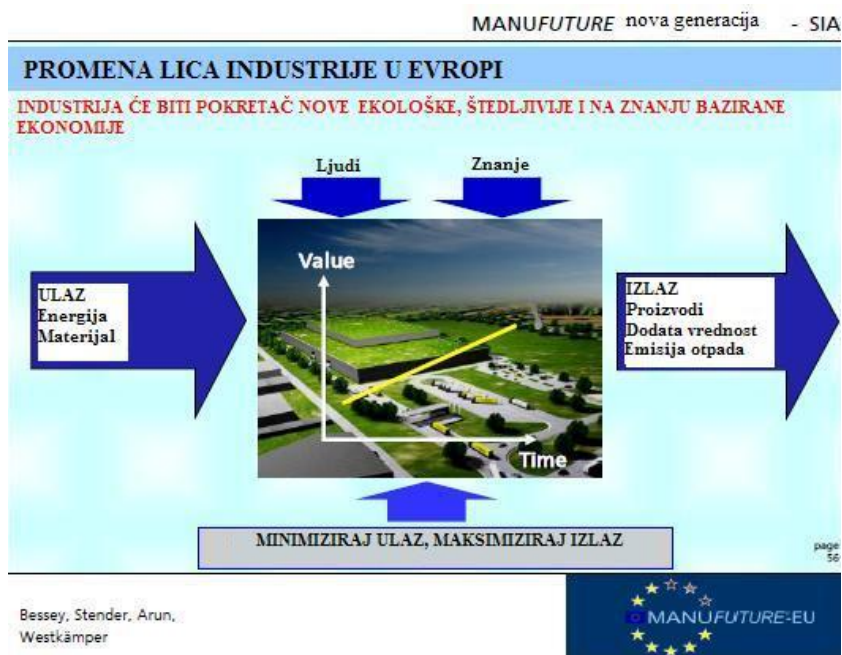 MANUFUTURE nova generacija - SIA
PROMENA LICA INDUSTRIJE U EVROPI
INDUSTRIJA ĆE BITI POKRETAČ NOVE EKOLOŠKE, ŠTEDLJIVIJE I NA ZNANJU BAZIRANE
EKONOMIJE
Ljudi
Znanje
Value
ULAZ
Energija
Materijal
IZLAZ
Proizvodi
Dodata vrednost
Emisija otpada
Time
MINIMIZIRAJ ULAZ, MAKSIMIZIRAJ IZLAZ
page
56
Bessey, Stender, Arun,
Westkämper
MANUFUTURE-EU